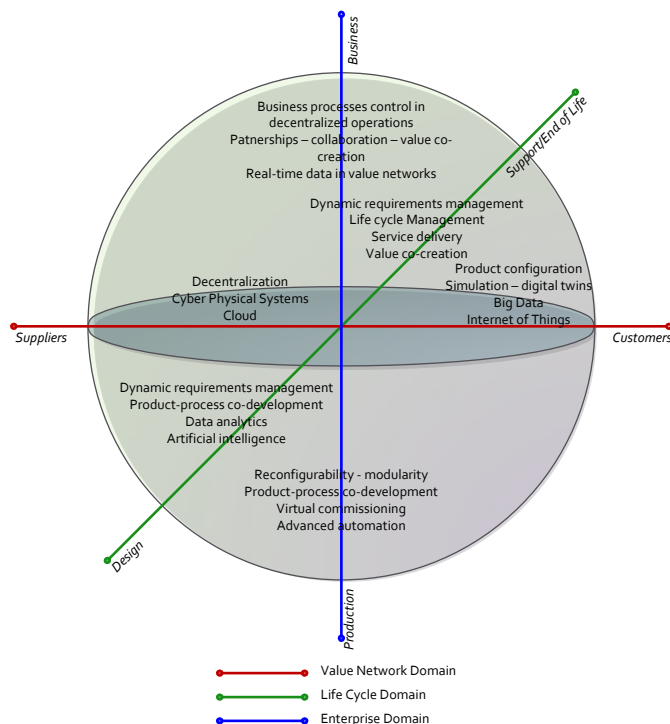 Business
Business processes control in
decentralized operations
Patnerships – collaboration – value co-
creation
Real-time data in value networks
Support/End of Life
Dynamic requirements management
Life cycle Management
Service delivery
Value co-creation
Product configuration
Simulation – digital twins
Big Data
Internet of Things
Decentralization
Cyber Physical Systems
Cloud
Suppliers
Customers
Dynamic requirements management
Product-process co-development
Data analytics
Artificial intelligence
Reconfigurability - modularity
Product-process co-development
Virtual commissioning
Advanced automation
Design
Production
Value Network Domain
Life Cycle Domain
Enterprise Domain